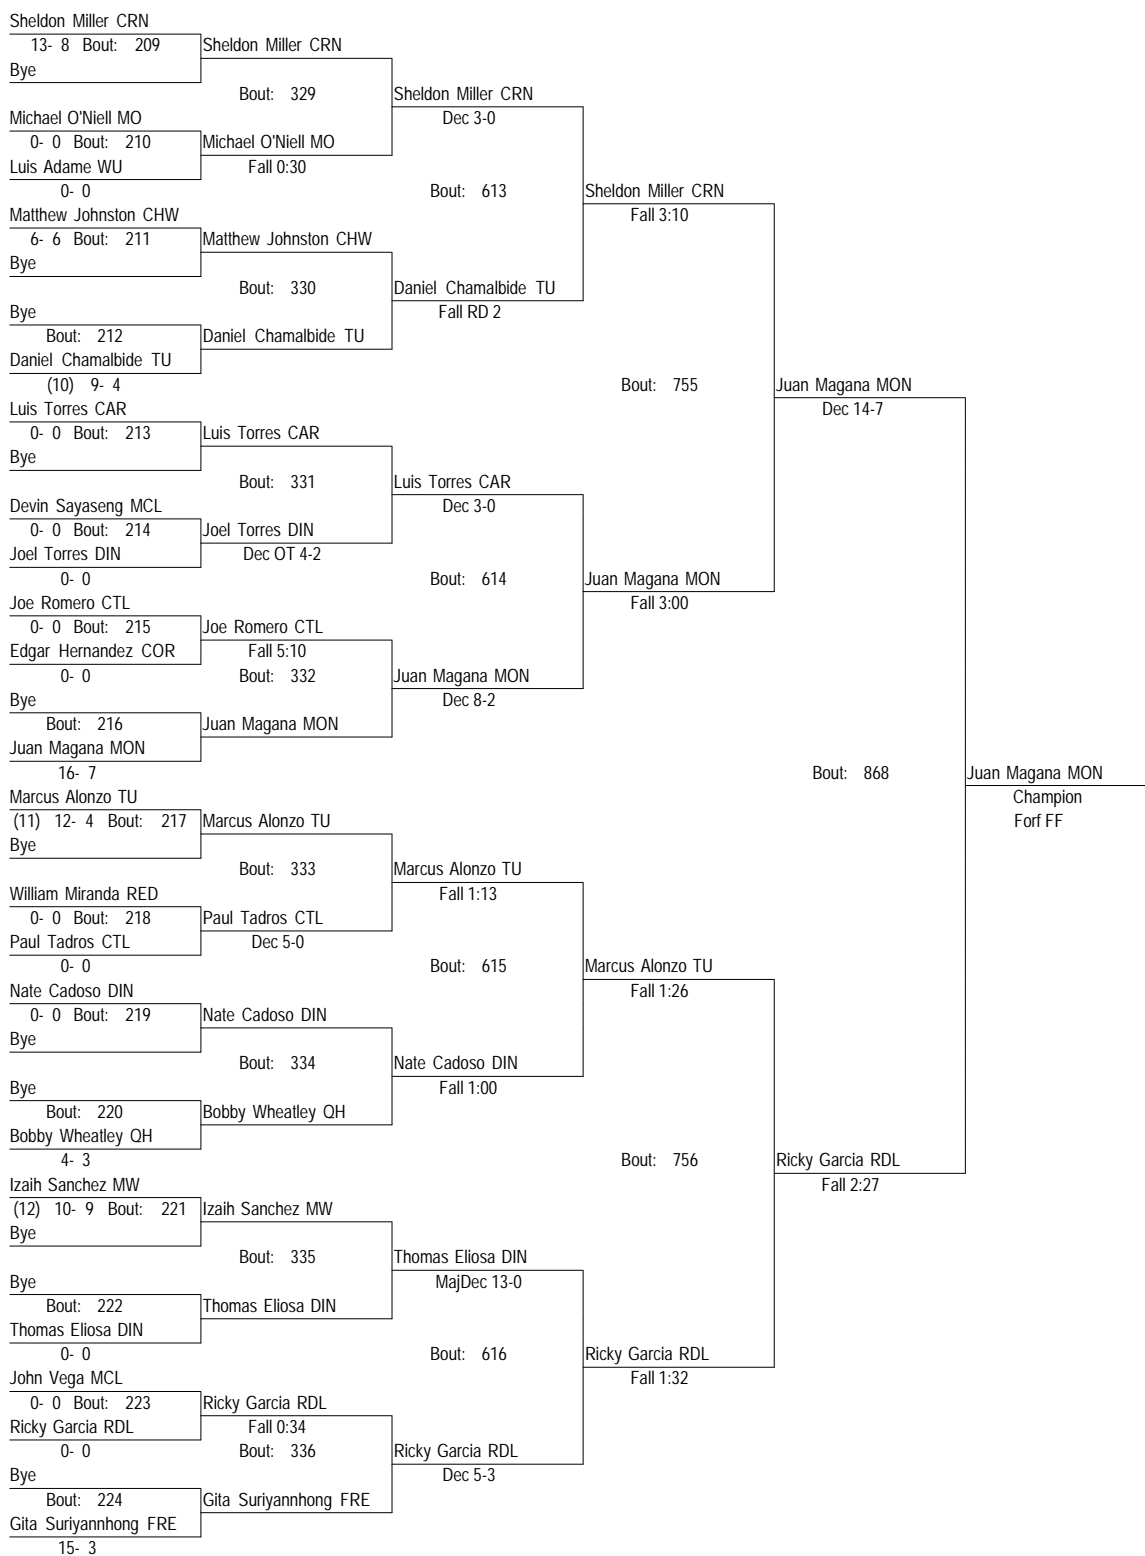 Sheldon Miller CRN
13- 8 Bout: 209 Sheldon Miller CRN
Bye
Bout: 329 Sheldon Miller CRN
Michael O'Niell MO Dec 3-0
0- 0 Bout: 210 Michael O'Niell MO
Luis Adame WU Fall 0:30
0- 0 Bout: 613 Sheldon Miller CRN
Matthew Johnston CHW Fall 3:10
6- 6 Bout: 211 Matthew Johnston CHW
Bye
Bout: 330 Daniel Chamalbide TU
Bye Fall RD 2
Bout: 212 Daniel Chamalbide TU
Daniel Chamalbide TU
(10) 9- 4 Bout: 755 Juan Magana MON
Luis Torres CAR Dec 14-7
0- 0 Bout: 213 Luis Torres CAR
Bye
Bout: 331 Luis Torres CAR
Devin Sayaseng MCL Dec 3-0
0- 0 Bout: 214 Joel Torres DIN
Joel Torres DIN Dec OT 4-2
0- 0 Bout: 614 Juan Magana MON
Joe Romero CTL Fall 3:00
0- 0 Bout: 215 Joe Romero CTL
Edgar Hernandez COR Fall 5:10
0- 0 Bout: 332 Juan Magana MON
Bye Dec 8-2
Bout: 216 Juan Magana MON
Juan Magana MON
16- 7 Bout: 868 Juan Magana MON
Marcus Alonzo TU Champion
(11) 12- 4 Bout: 217 Marcus Alonzo TU Forf FF
Bye
Bout: 333 Marcus Alonzo TU
William Miranda RED Fall 1:13
0- 0 Bout: 218 Paul Tadros CTL
Paul Tadros CTL Dec 5-0
0- 0 Bout: 615 Marcus Alonzo TU
Nate Cadoso DIN Fall 1:26
0- 0 Bout: 219 Nate Cadoso DIN
Bye
Bout: 334 Nate Cadoso DIN
Bye Fall 1:00
Bout: 220 Bobby Wheatley QH
Bobby Wheatley QH
4- 3 Bout: 756 Ricky Garcia RDL
Izaih Sanchez MW Fall 2:27
(12) 10- 9 Bout: 221 Izaih Sanchez MW
Bye
Bout: 335 Thomas Eliosa DIN
Bye MajDec 13-0
Bout: 222 Thomas Eliosa DIN
Thomas Eliosa DIN
0- 0 Bout: 616 Ricky Garcia RDL
John Vega MCL Fall 1:32
0- 0 Bout: 223 Ricky Garcia RDL
Ricky Garcia RDL Fall 0:34
0- 0 Bout: 336 Ricky Garcia RDL
Bye Dec 5-3
Bout: 224 Gita Suriyannhong FRE
Gita Suriyannhong FRE
15- 3